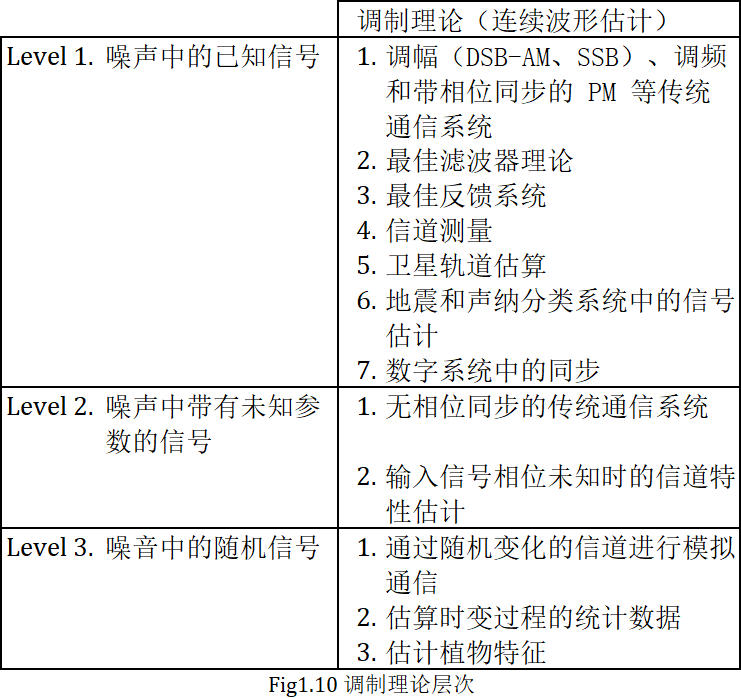 调制理论（连续波形估计）
Level 1. 噪声中的已知信号
1. 调幅（DSB-AM、SSB）、调频
和带相位同步的 PM 等传统
通信系统
2. 最佳滤波器理论
3. 最佳反馈系统
4. 信道测量
5. 卫星轨道估算
6. 地震和声纳分类系统中的信号
估计
7. 数字系统中的同步
Level 2. 噪声中带有未知参
数的信号
1. 无相位同步的传统通信系统
2. 输入信号相位未知时的信道特
性估计
Level 3. 噪音中的随机信号
1. 通过随机变化的信道进行模拟
通信
2. 估算时变过程的统计数据
3. 估计植物特征
Fig1.10 调制理论层次